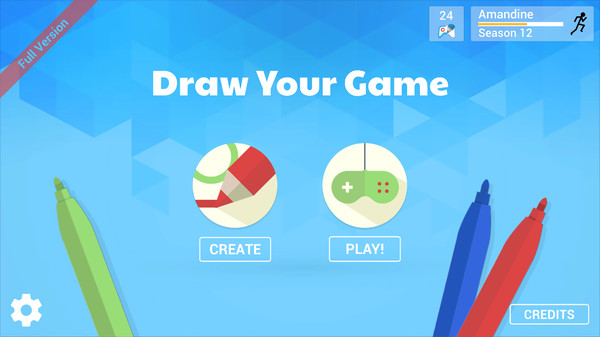 Full Version
24
Amandine
Season 12
Draw Your Game
CREATE
PLAY!
CREDITS